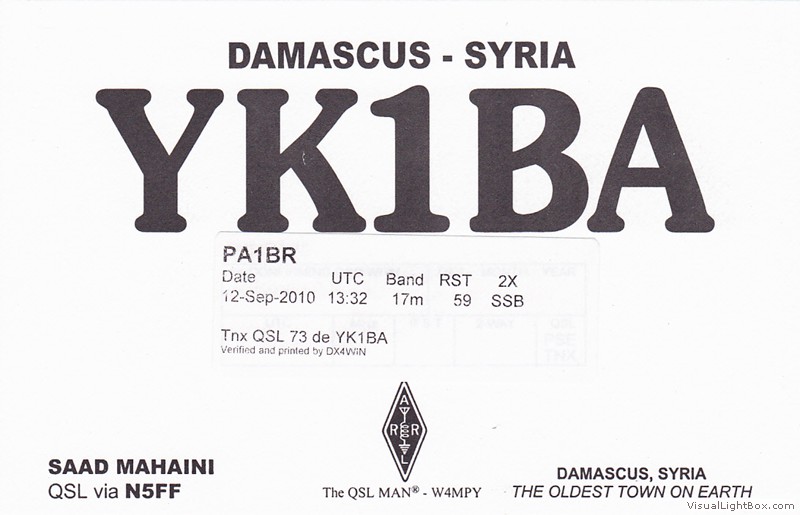 DAMASCUS - SYRIA
YK1BA
PA1BR
Date UTC Band RST 2X
12-Sep-2010 13:32 17m 59 SSB
Tnx QSL 73 de YK1BA
Verified and printed by DX4WIN
A
R R
L
SAAD MAHAINI
QSL via N5FF
The QSL MAN® - W4MPY
DAMASCUS, SYRIA
THE OLDEST TOWN ON EARTH
VisualLightBox.com